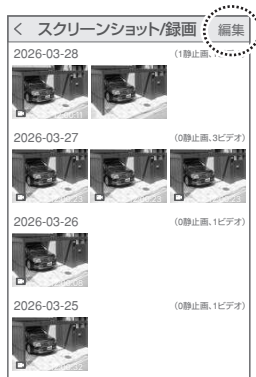 < スクリーンショット/録画 編集
2026-03-28 (1静止画、
2026-03-27 (0静止画、3ビデオ)
2026-03-26 (0静止画、1ビデオ)
2026-03-25 (0静止画、1ビデオ)